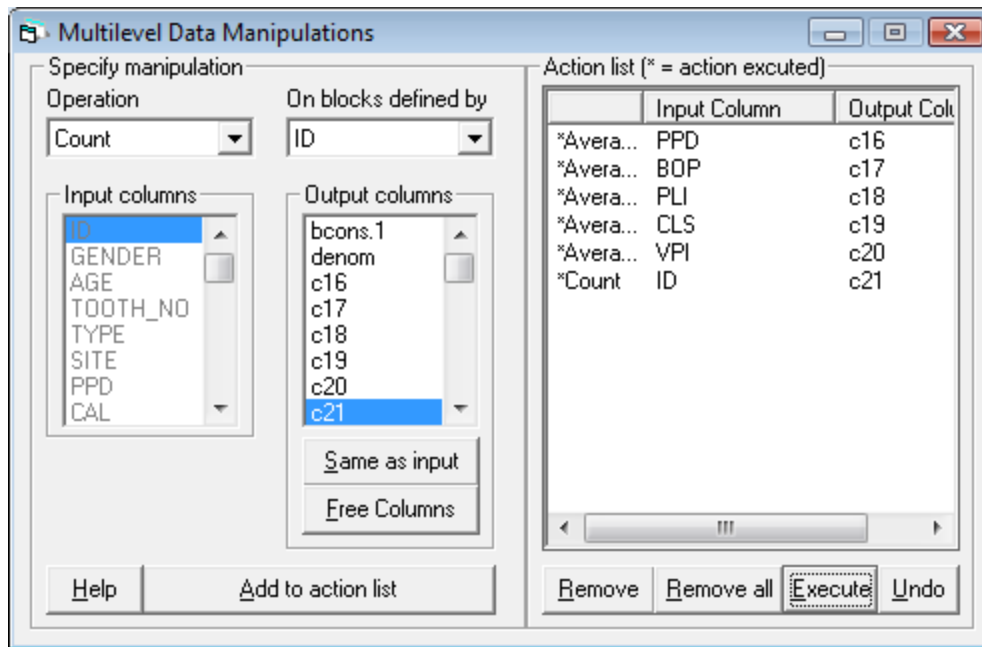 Multilevel Data Manipulations
Specify manipulation
Operation
On blocks defined by
Count
ID
Input columns
ID
GENDER
AGE
TOOTH_NO
TYPE
SITE
PPD
CAL
Output columns
bcons.1
denom
c16
c17
c18
c19
c20
c21
Same as input
Free Columns
Help
Add to action list
Action list (* = action excuted)
Input Column Output Colu
*Avera... PPD c16
*Avera... BOP c17
*Avera... PLI c18
*Avera... CLS c19
*Avera... VPI c20
*Count ID c21
Remove Remove all Execute Undo